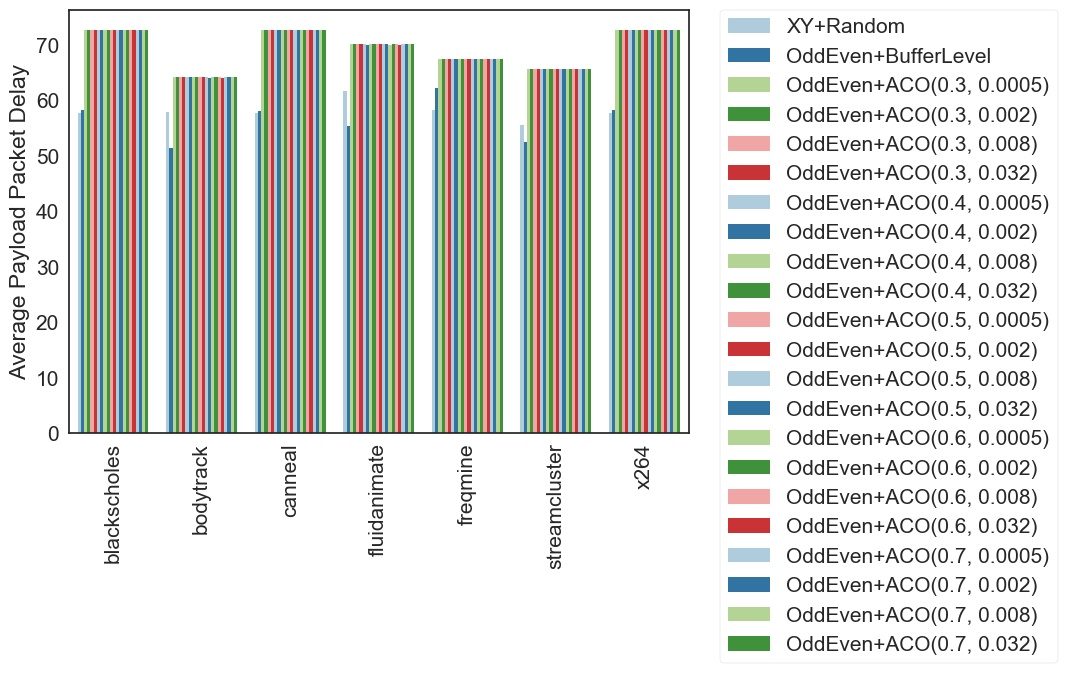 Average Payload Packet Delay
70
60
50
40
30
20
10
0
blackscholes
bodytrack
canneal
fluidanimate
freqmine
streamcluster
x264
XY+Random
OddEven+BufferLevel
OddEven+ACO(0.3, 0.0005)
OddEven+ACO(0.3, 0.002)
OddEven+ACO(0.3, 0.008)
OddEven+ACO(0.3, 0.032)
OddEven+ACO(0.4, 0.0005)
OddEven+ACO(0.4, 0.002)
OddEven+ACO(0.4, 0.008)
OddEven+ACO(0.4, 0.032)
OddEven+ACO(0.5, 0.0005)
OddEven+ACO(0.5, 0.002)
OddEven+ACO(0.5, 0.008)
OddEven+ACO(0.5, 0.032)
OddEven+ACO(0.6, 0.0005)
OddEven+ACO(0.6, 0.002)
OddEven+ACO(0.6, 0.008)
OddEven+ACO(0.6, 0.032)
OddEven+ACO(0.7, 0.0005)
OddEven+ACO(0.7, 0.002)
OddEven+ACO(0.7, 0.008)
OddEven+ACO(0.7, 0.032)